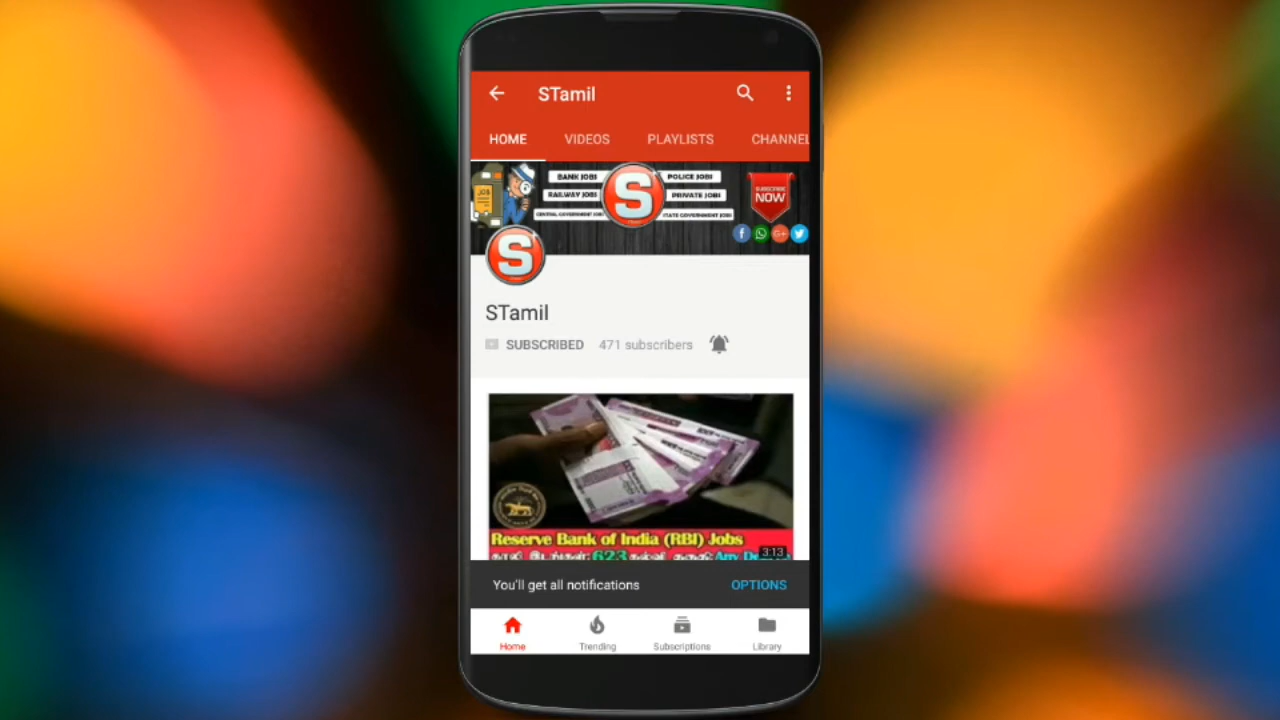 STamil
HOME VIDEOS PLAYLISTS CHANNEL
BANK JOBS
POLICE JOBS
RAILWAY JOBS
PRIVATE JOBS
CENTRAL GOVERNMENT JOBS
STATE GOVERNMENT JOBS
SUBSCRIBE
NOW
S
S
STamil
SUBSCRIBED 471 subscribers
Reserve Bank of India (RBI) Jobs
623
Any
3:13
You'll get all notifications OPTIONS
Home Trending Subscriptions Library